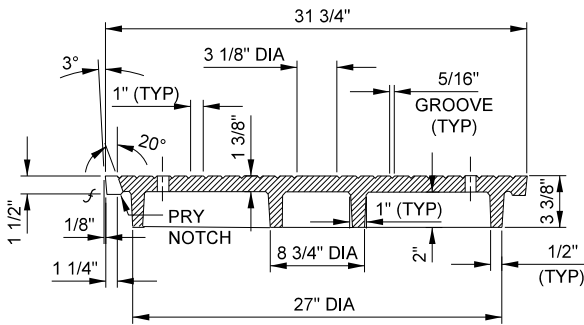 31 3/4"
3°
3 1/8" DIA
5/16"
GROOVE
(TYP)
1" (TYP)
1 3/8"
20°
1 1/2"
1/8"
PRY
NOTCH
1" (TYP)
3 3/8"
1 1/4"
8 3/4" DIA
2"
1/2"
(TYP)
27" DIA